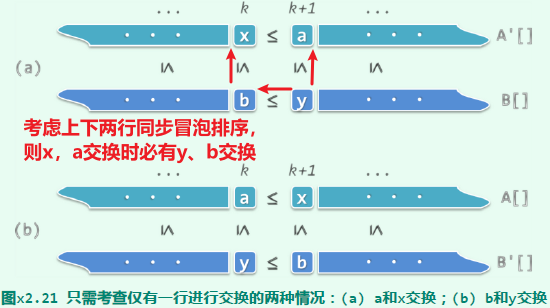 ... k k+1 ...
x ≤ a A'[]
(a) ≤ ≤ ≤ ≤
b ≤ y B[]
考虑上下两行同步冒泡排序,
则x，a交换时必有y、b交换
... k k+1 ...
a ≤ x A[]
(b) ≤ ≤ ≤ ≤
y ≤ b B'[]
图x2.21 只需考查仅有一行进行交换的两种情况：(a) a和x交换；(b) b和y交换